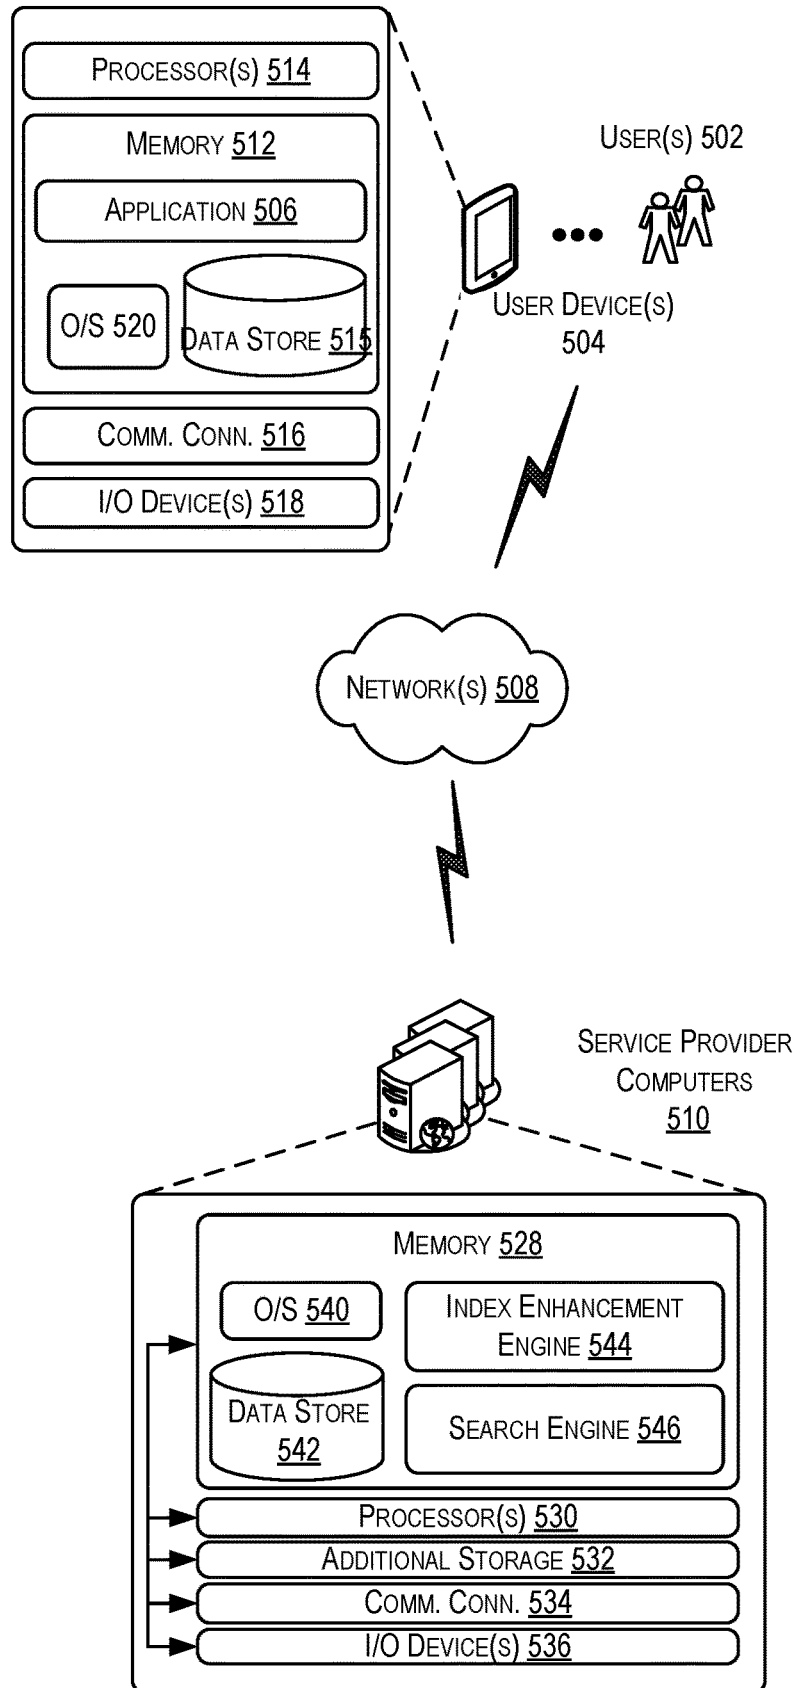 PROCESSOR(S) 514
MEMORY 512
APPLICATION 506
O/S 520
DATA STORE 515
COMM. CONN. 516
I/O DEVICE(S) 518
USER(S) 502
USER DEVICE(S)
504
NETWORK(S) 508
SERVICE PROVIDER
COMPUTERS
510
MEMORY 528
O/S 540
INDEX ENHANCEMENT
ENGINE 544
DATA STORE
542
SEARCH ENGINE 546
PROCESSOR(S) 530
ADDITIONAL STORAGE 532
COMM. CONN. 534
I/O DEVICE(S) 536